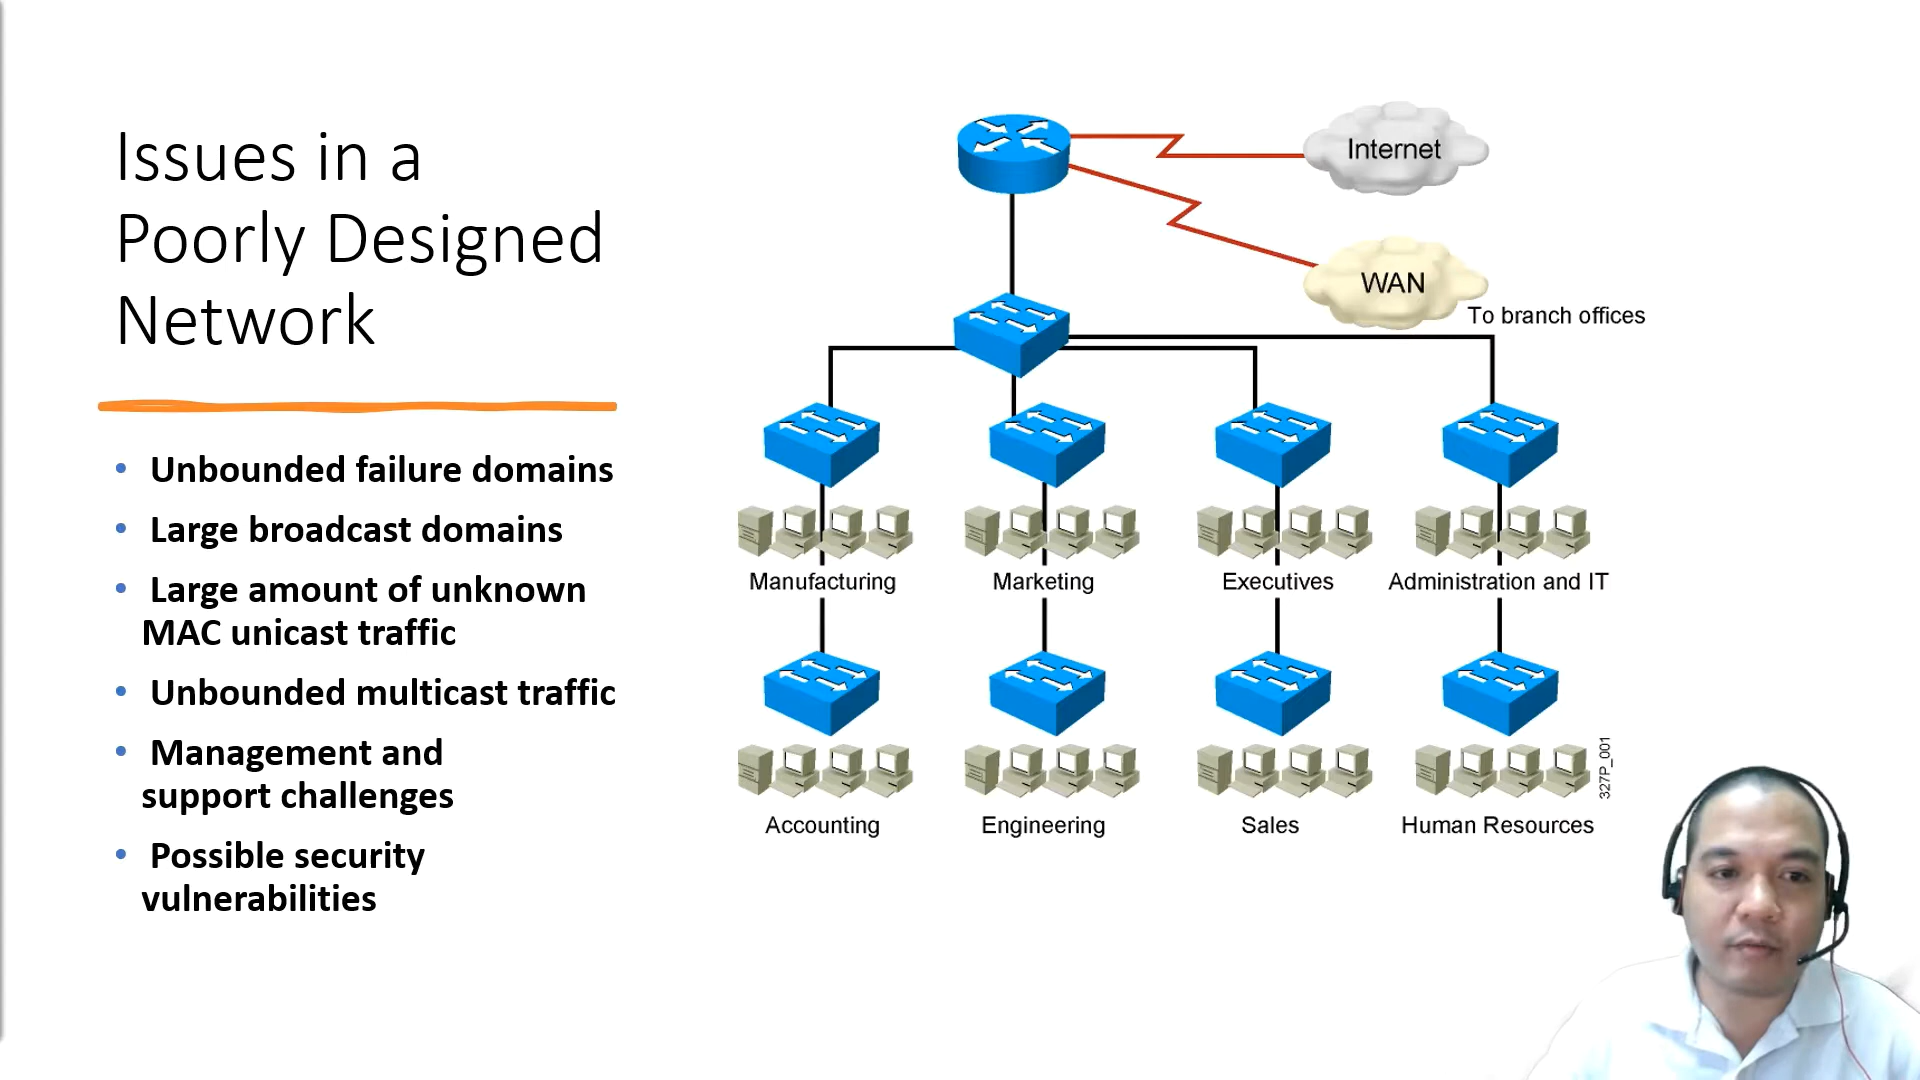 Issues in a
Poorly Designed
Network
• Unbounded failure domains
• Large broadcast domains
• Large amount of unknown
MAC unicast traffic
• Unbounded multicast traffic
• Management and
support challenges
• Possible security
vulnerabilities
Internet
WAN
To branch offices
Manufacturing
Marketing
Executives
Administration and IT
327P_001
Accounting
Engineering
Sales
Human Resources